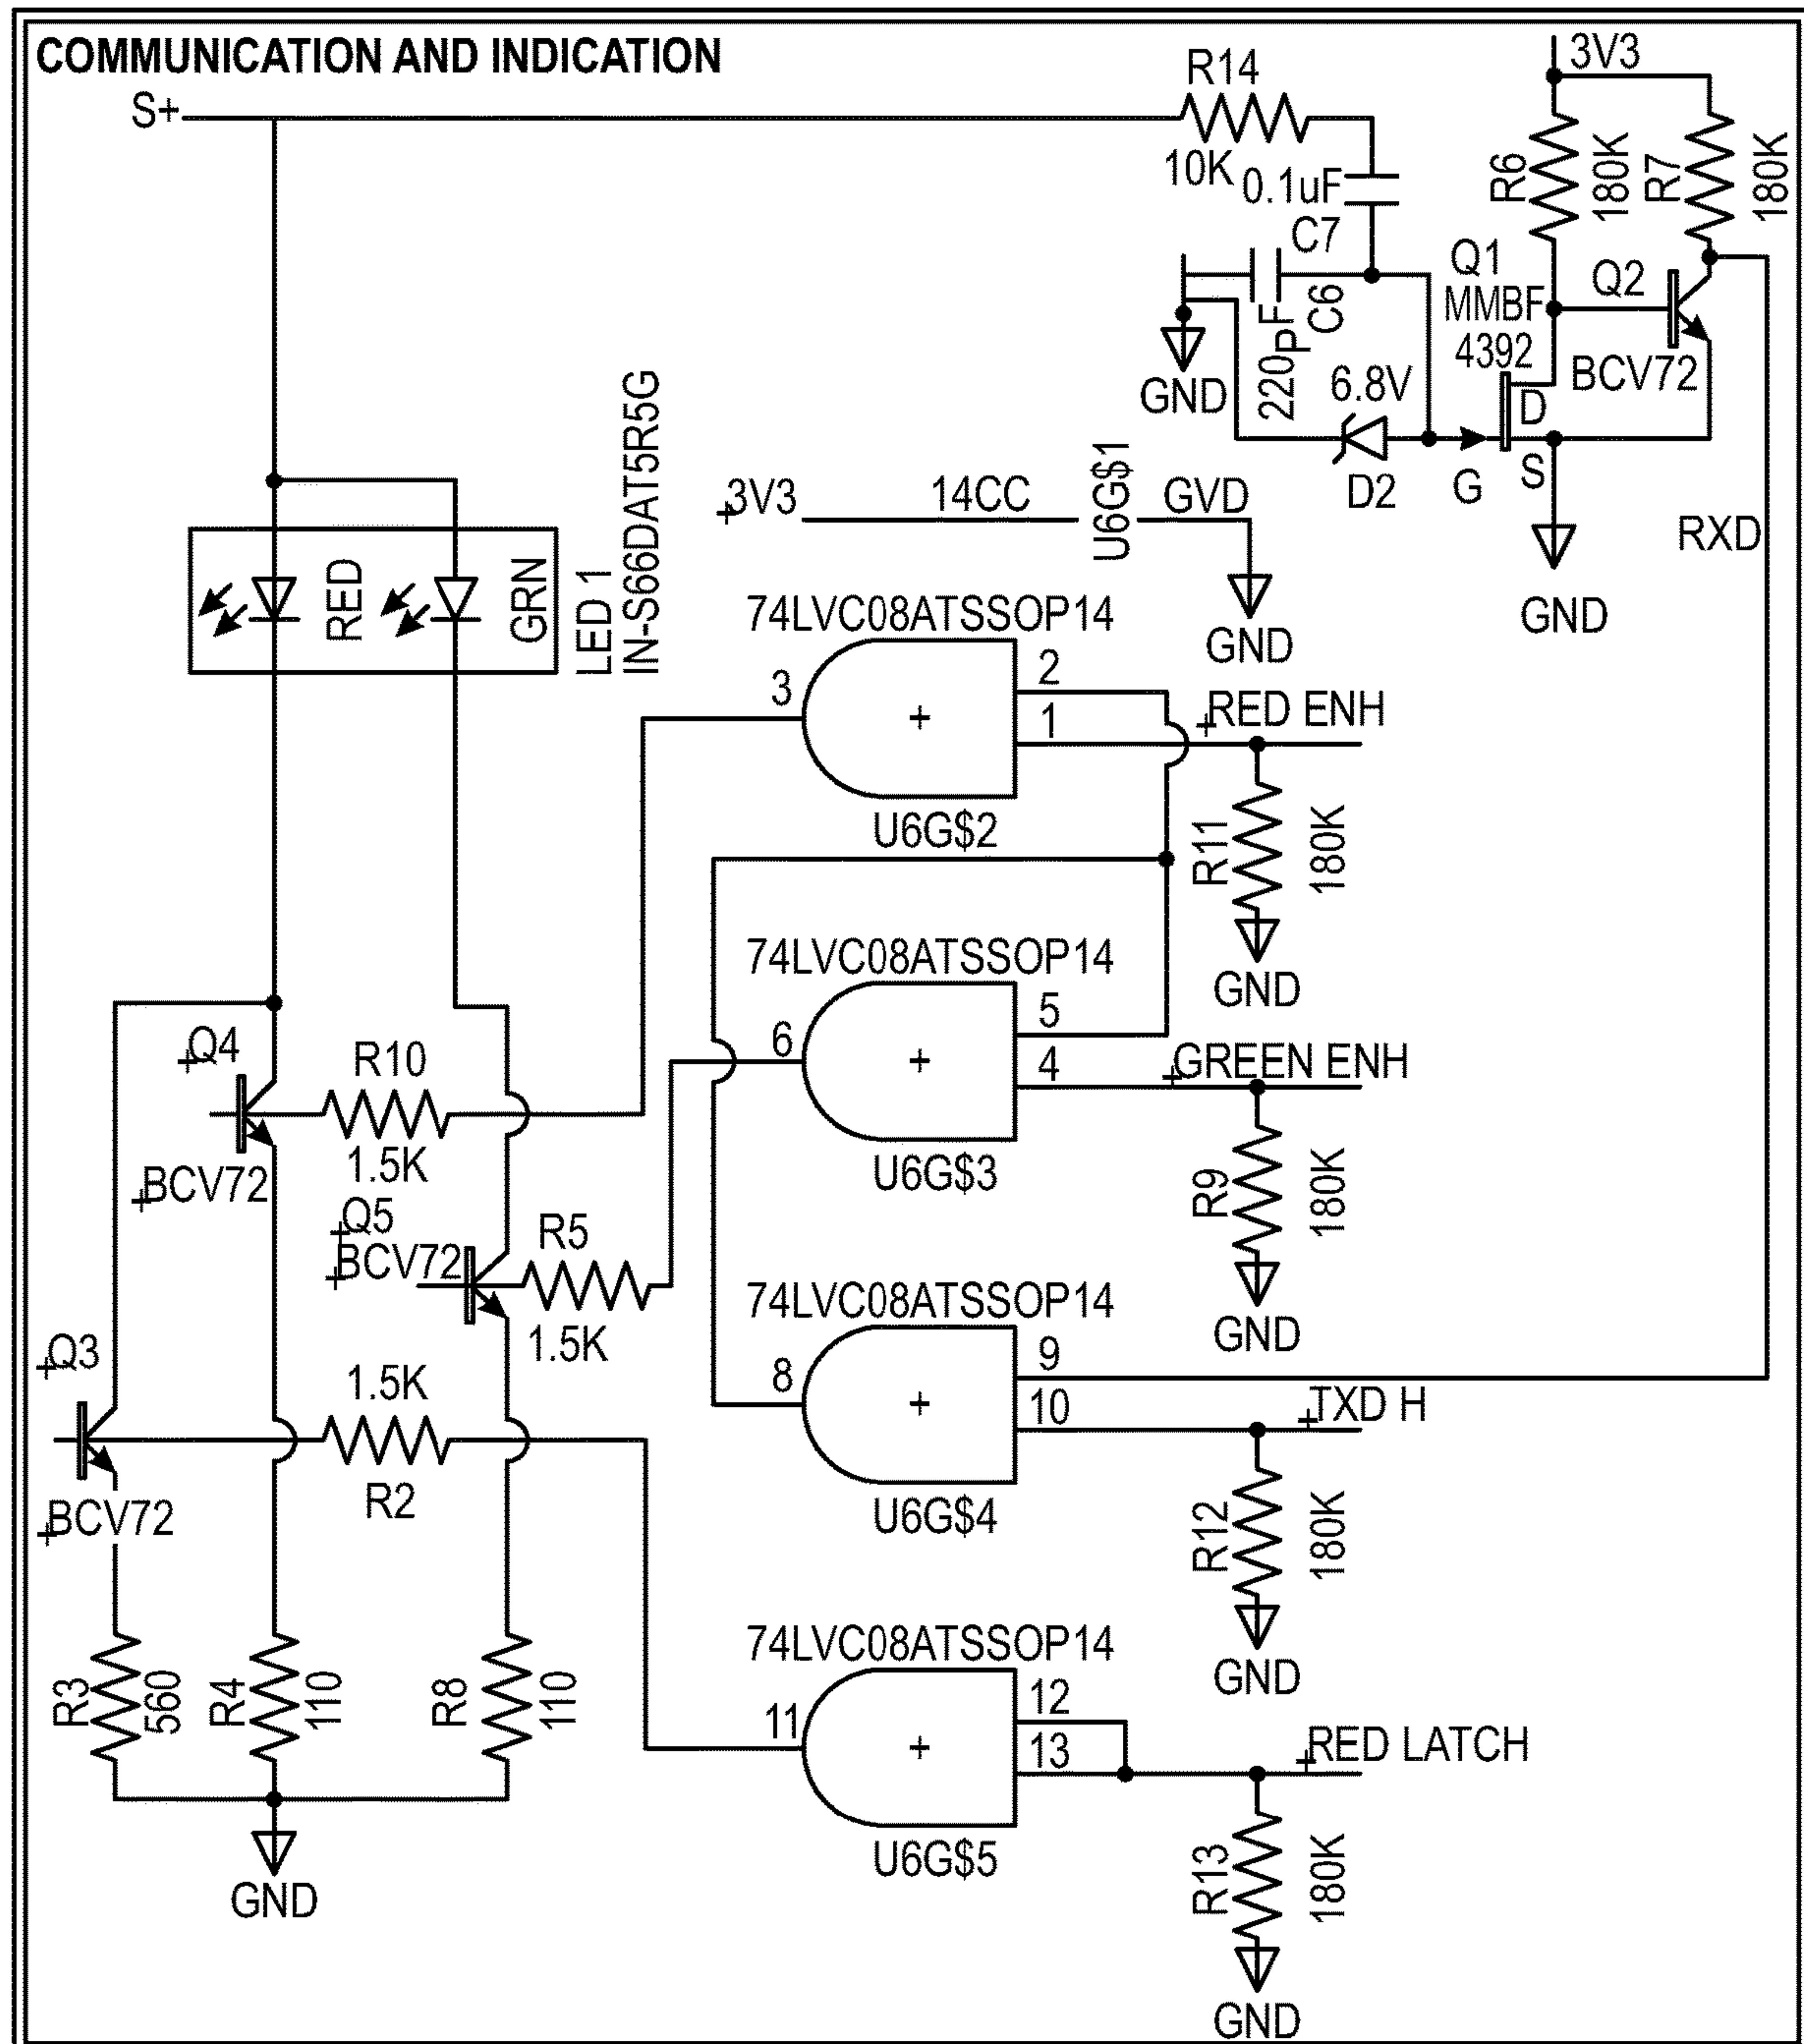 COMMUNICATION AND INDICATION
S+
R14
10K
0.1uF
C7
3V3
R6
180K
R7
180K
Q1
MMBF
4392
Q2
BCV72
C6
220PF
GND
6.8V
D2
G
D
S
GND
RXD
3V3
14CC
U6G$1
GVD
GND
RED
GRN
LED 1
IN-S66DAT5R5G
74LVC08ATSSOP14
3
2
1
U6G$2
RED ENH
R11
180K
GND
74LVC08ATSSOP14
6
5
4
U6G$3
GREEN ENH
R9
180K
GND
Q4
BCV72
R10
1.5K
Q5
BCV72
R5
1.5K
74LVC08ATSSOP14
8
9
10
U6G$4
TXD H
R12
180K
GND
Q3
BCV72
1.5K
R2
R3
560
R4
110
R8
110
GND
74LVC08ATSSOP14
11
12
13
U6G$5
RED LATCH
R13
180K
GND